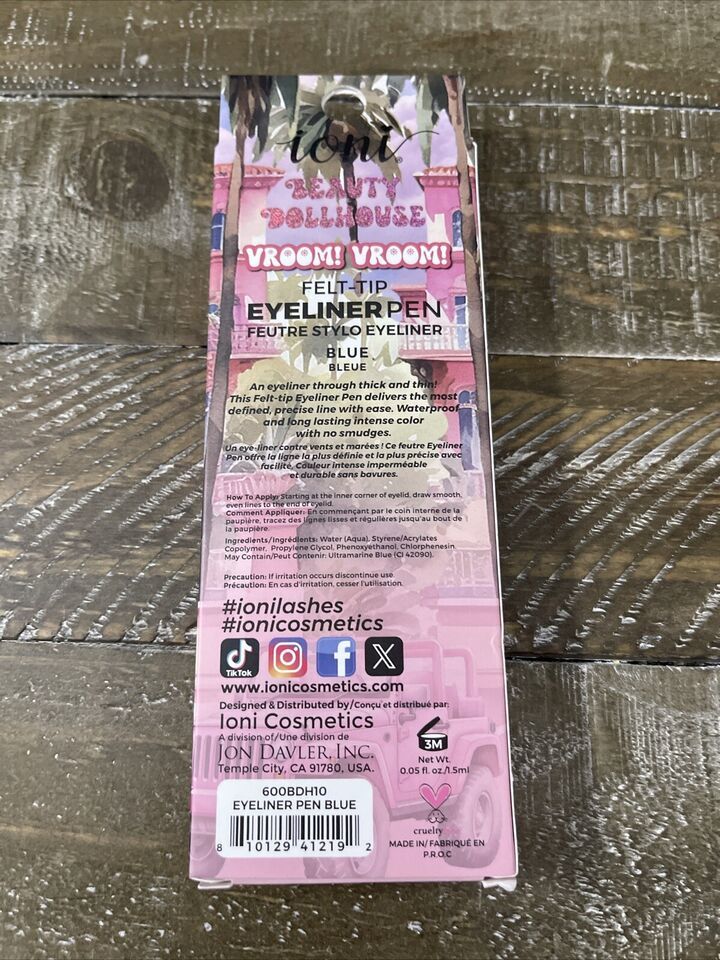 ioni®
BEAUTY
DOLLHOUSE
VROOM! VROOM!
FELT-TIP
EYELINER PEN
FEUTRE STYLO EYELINER
BLUE
BLEUE
An eyeliner through thick and thin!
This Felt-tip Eyeliner Pen delivers the most
defined, precise line with ease. Waterproof
and long lasting intense color
with no smudges.
Un eye-liner contre vents et marées ! Ce feutre Eyeliner
Pen offre la ligne la plus définie et la plus précise avec
facilité. Couleur intense imperméable
et durable sans bavures.
How To Apply: Starting at the inner corner of eyelid, draw smooth,
even lines to the end of eyelid.
Comment Appliquer: En commençant par le coin interne de la
paupière, tracez des lignes lisses et régulières jusqu'au bout de
la paupière.
Ingredients/Ingrédients: Water (Aqua), Styrene/Acrylates
Copolymer, Propylene Glycol, Phenoxyethanol, Chlorphenesin,
May Contain/Peut Contenir: Ultramarine Blue (CI 42090).
Precaution: If irritation occurs discontinue use.
Précaution: En cas d'irritation, cesser l'utilisation.
#ionilashes
#ionicosmetics
TikTok
www.ionicosmetics.com
Designed & Distributed by/Conçu et distribué par:
Ioni Cosmetics
A division of/Une division de
JON DAVLER, INC.
Temple City, CA 91780, USA.
3M
Net Wt.
0.05 fl. oz./1.5ml
600BDH10
EYELINER PEN BLUE
8 10129 41219 2
cruelty
MADE IN/ FABRIQUÉ EN
P.R.O.C